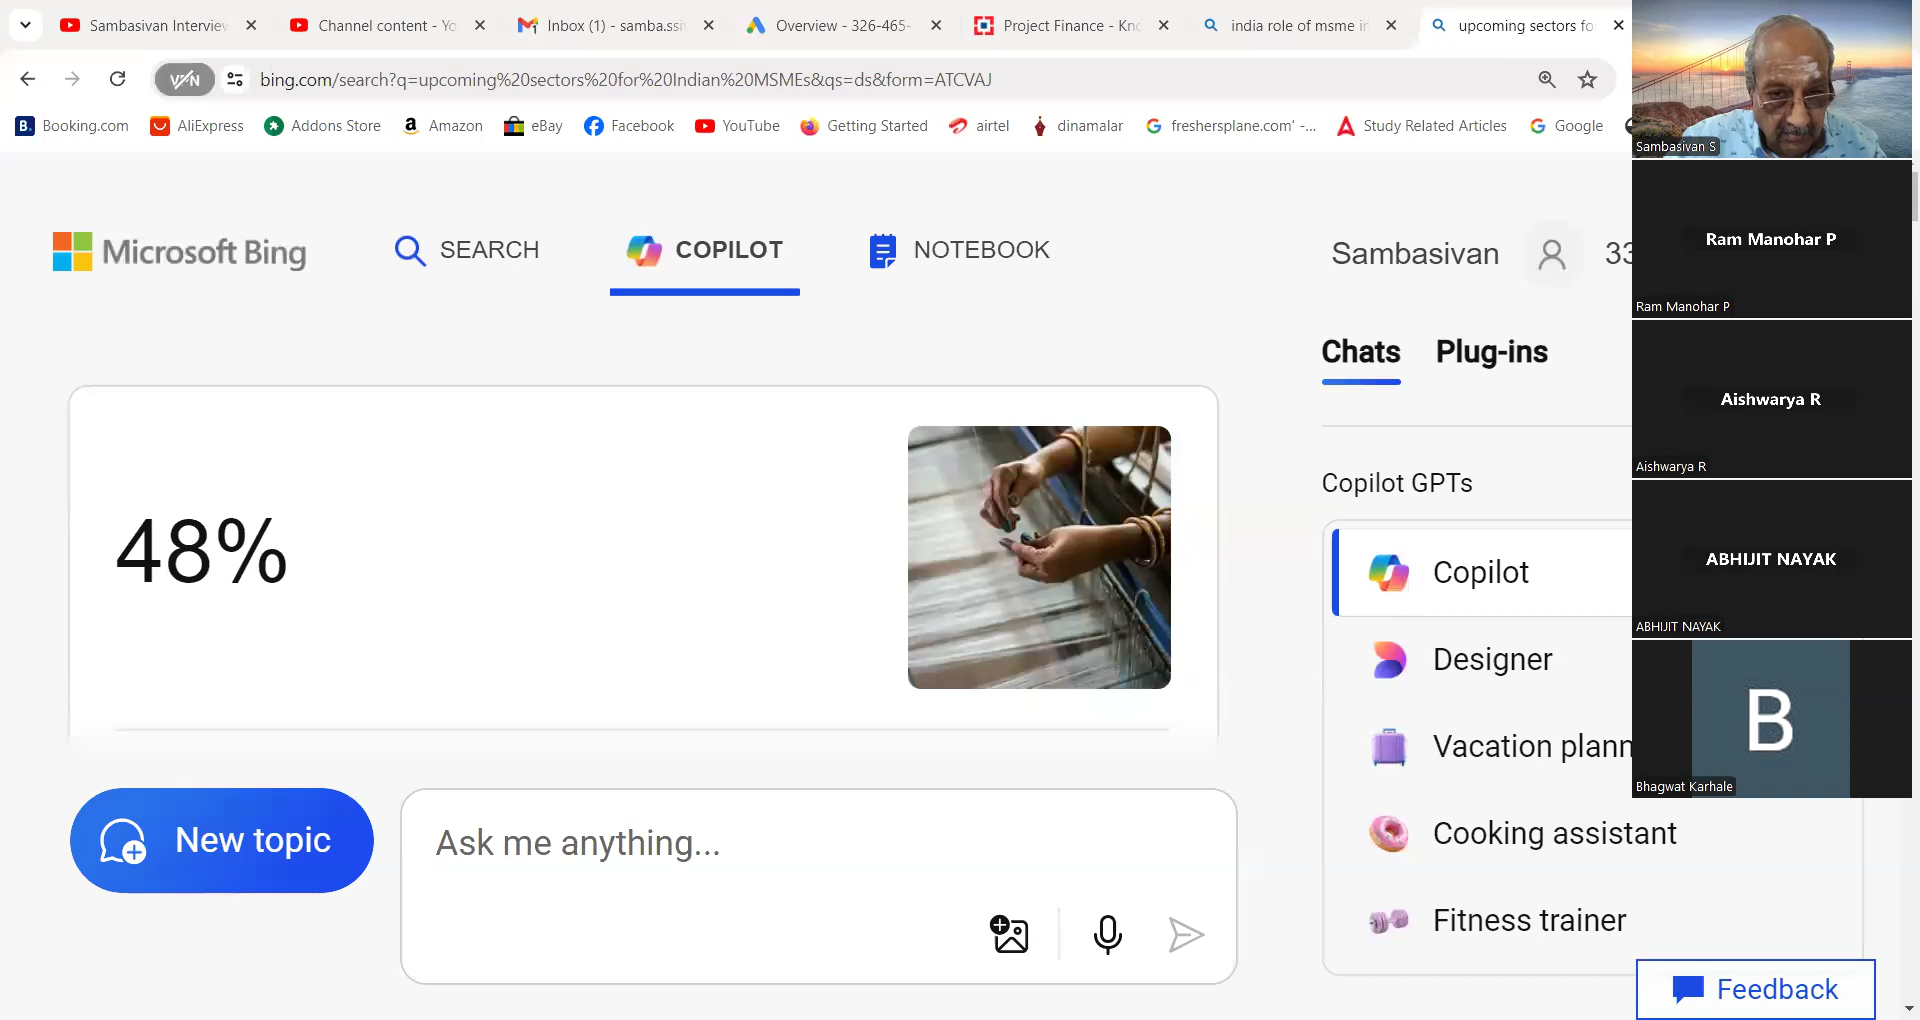 Sambasivan Interview
Channel content - Yo
Inbox (1) - samba.ssiv
Overview - 326-465-
Project Finance - Kno
india role of msme in
upcoming sectors fo
VPN
bing.com/search?q=upcoming%20sectors%20for%20Indian%20MSMEs&qs=ds&form=ATCVAJ
B. Booking.com
AliExpress
Addons Store
a Amazon
eBay
Facebook
YouTube
Getting Started
airtel
dinamalar
freshersplane.com' -...
Study Related Articles
Google
Microsoft Bing
SEARCH
COPILOT
NOTEBOOK
Sambasivan
33
Chats
Plug-ins
48%
Copilot GPTs
Copilot
Designer
Vacation plann
Cooking assistant
Fitness trainer
New topic
Ask me anything...
Feedback
Sambasivan S
Ram Manohar P
Ram Manohar P
Aishwarya R
Aishwarya R
ABHIJIT NAYAK
ABHIJIT NAYAK
B
Bhagwat Karhale